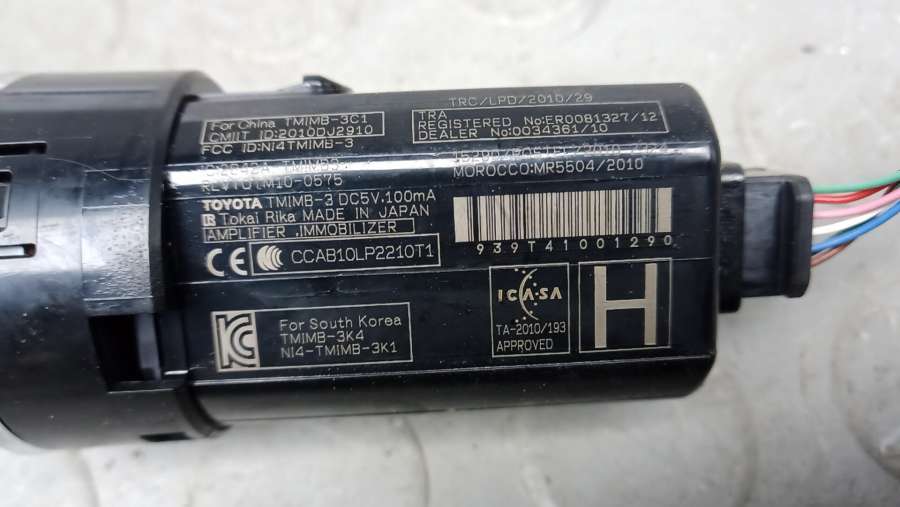 TRC/LPD/2010/29
For China TMIMB-3C1
CMIIT ID:2010DJ2910
FCC ID:NI4TMIMB-3
TRA
REGISTERED No:ER0081327/12
DEALER No:0034361/10
MOROCCO:MR5504/2010
TOYOTA TMIMB-3 DC5V.100mA
Tokai Rika MADE IN JAPAN
AMPLIFIER ,IMMOBILIZER
CE CCAB10LP2210T1
939T41001290
ICASA
TA-2010/193
APPROVED
H
KC
For South Korea
TMIMB-3K4
NI4-TMIMB-3K1